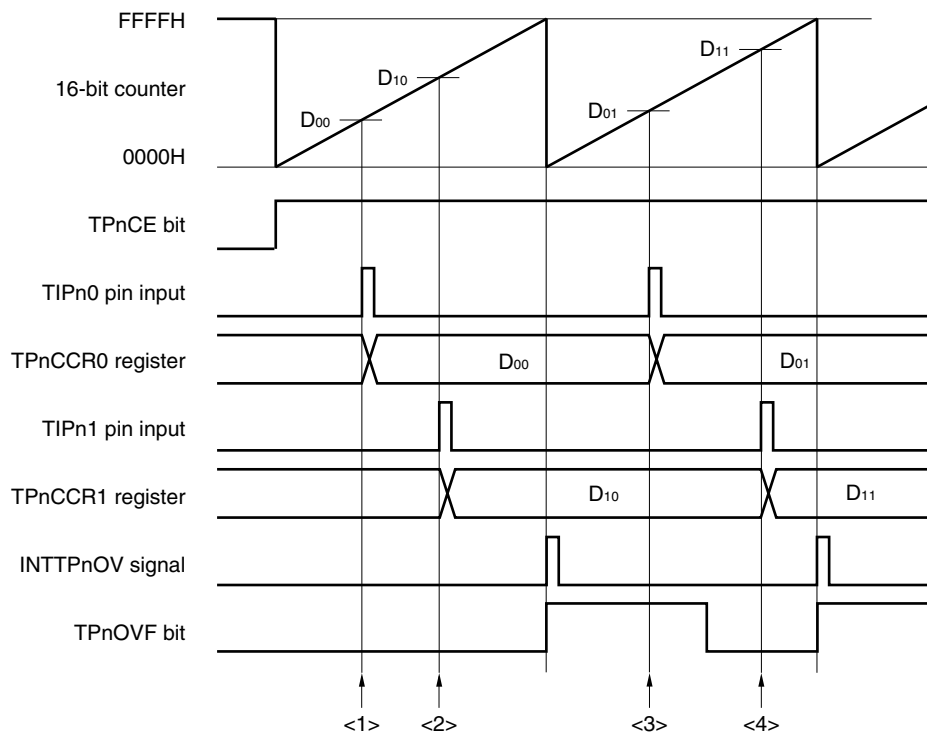 FFFFH
D11
D10
16-bit counter
D01
D00
0000H
TPnCE bit
TIPn0 pin input
TPnCCR0 register
D00
D01
TIPn1 pin input
TPnCCR1 register
D10
D11
INTTPnOV signal
TPnOVF bit
<1>
<2>
<3>
<4>